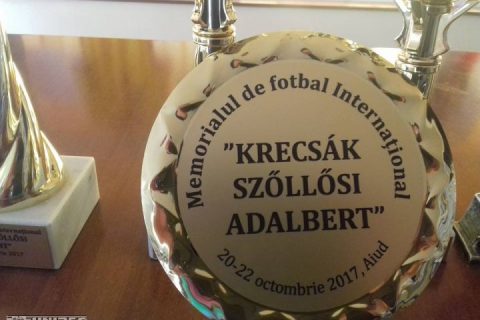 Memorialul de fotbal Internațional
"KRECSÁK
SZŐLLŐSI
ADALBERT"
20-22 octombrie 2017, Aiud